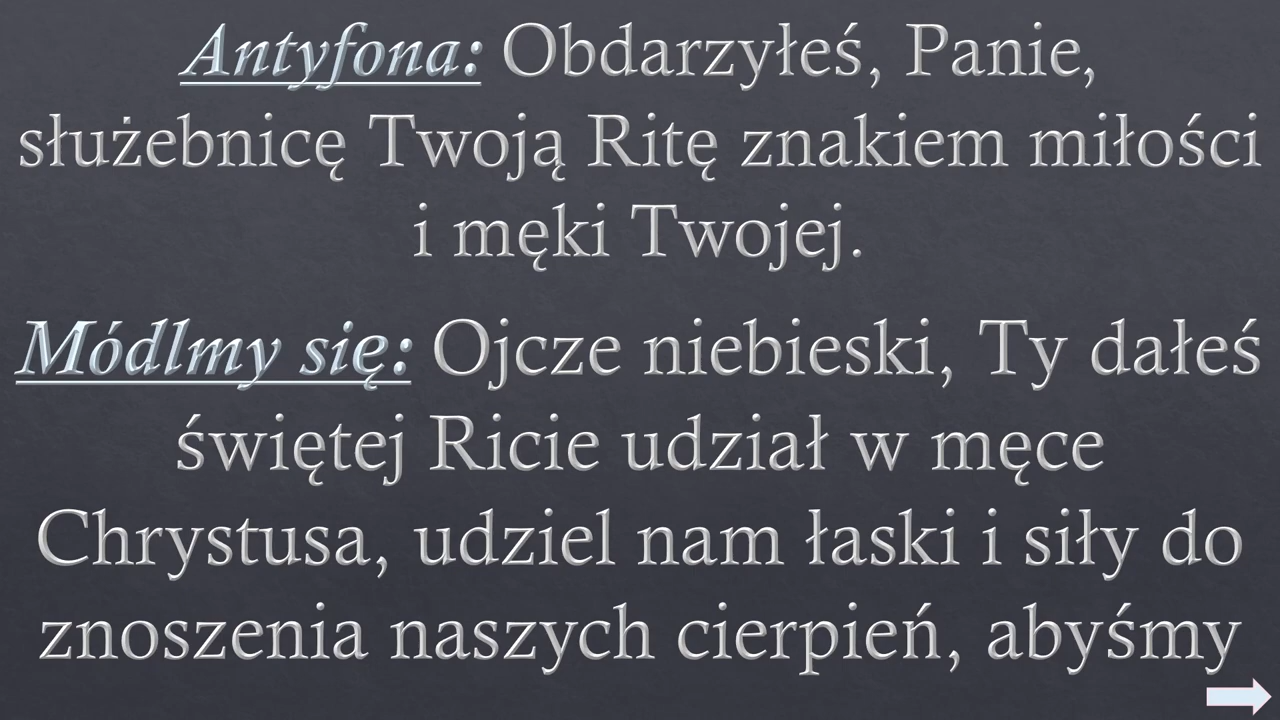 Antyfona: Obdarzyłeś, Panie,
służebnicę Twoją Ritę znakiem miłości
i męki Twojej.
Módlmy się: Ojcze niebieski, Ty dałeś
świętej Ricie udział w męce
Chrystusa, udziel nam łaski i siły do
znoszenia naszych cierpień, abyśmy